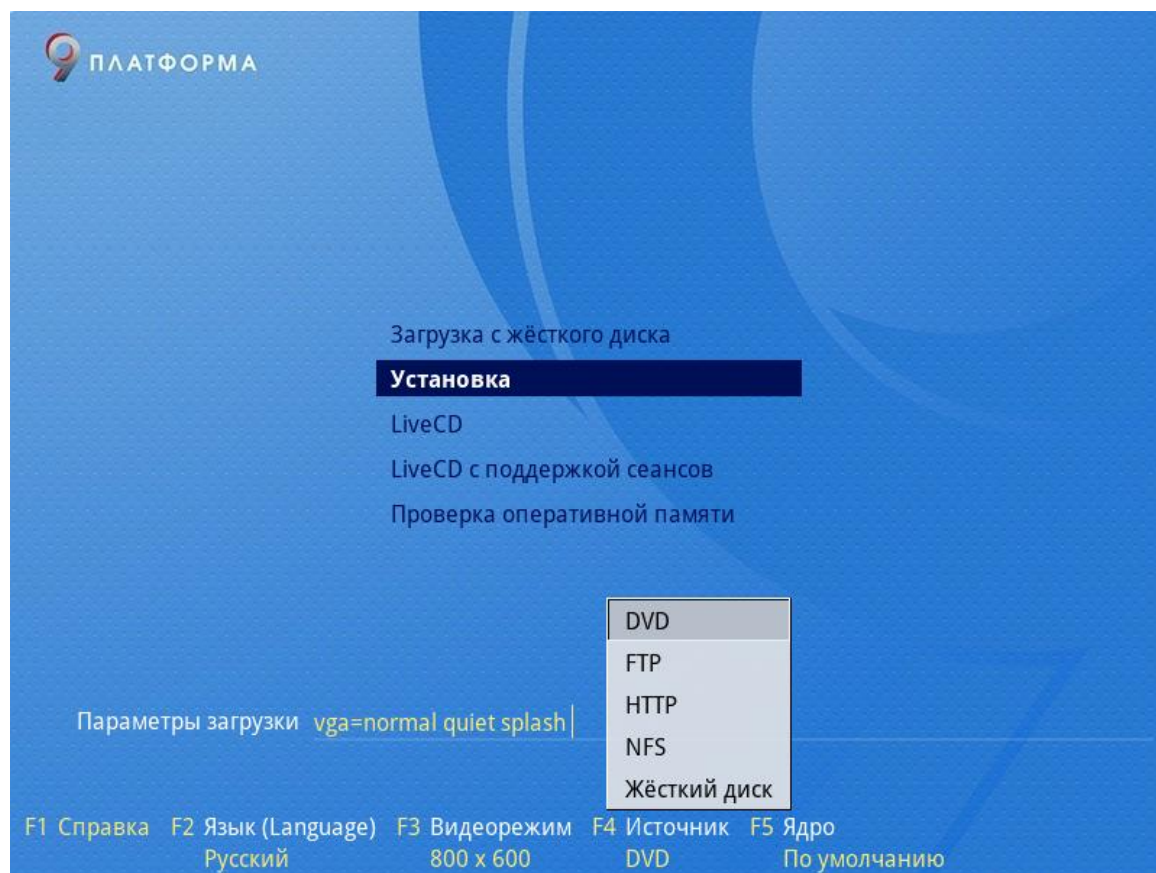 9 ПЛАТФОРМА
Загрузка с жёсткого диска
Установка
LiveCD
LiveCD с поддержкой сеансов
Проверка оперативной памяти
DVD
FTP
HTTP
NFS
Жёсткий диск
Параметры загрузки vga=normal quiet splash
F1 Справка F2 Язык (Language) F3 Видеорежим F4 Источник F5 Ядро
Русский 800 x 600 DVD По умолчанию